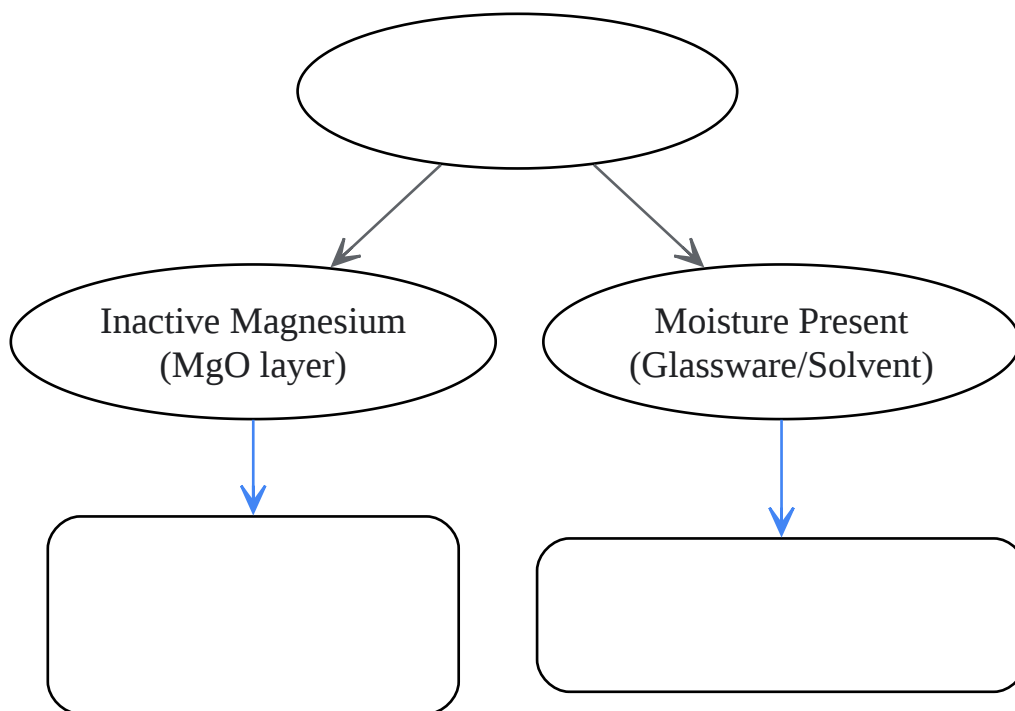 Inactive Magnesium
(MgO layer)
Moisture Present
(Glassware/Solvent)